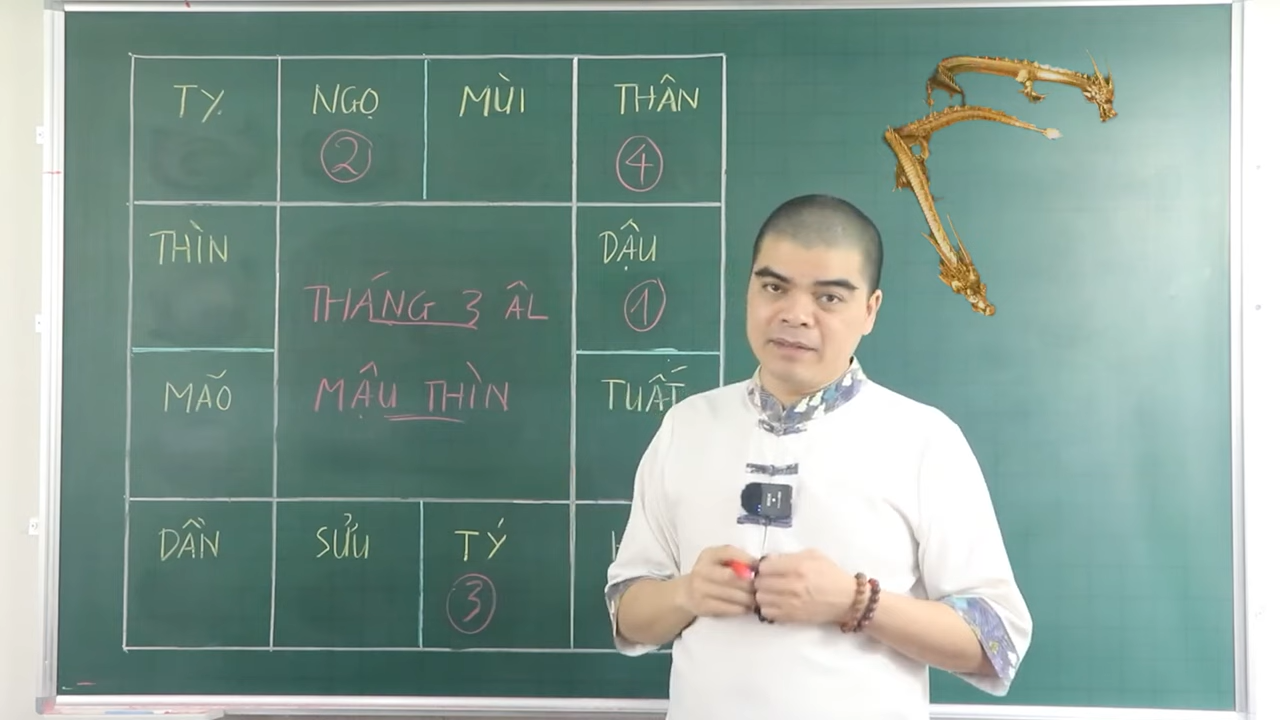 TỴ NGỌ MÙI THÂN
② ④
THÌN DẬU
①
THÁNG 3 ÂL
MẬU THÌN
MÃO TUẤT
DẦN SỬU TÝ
③